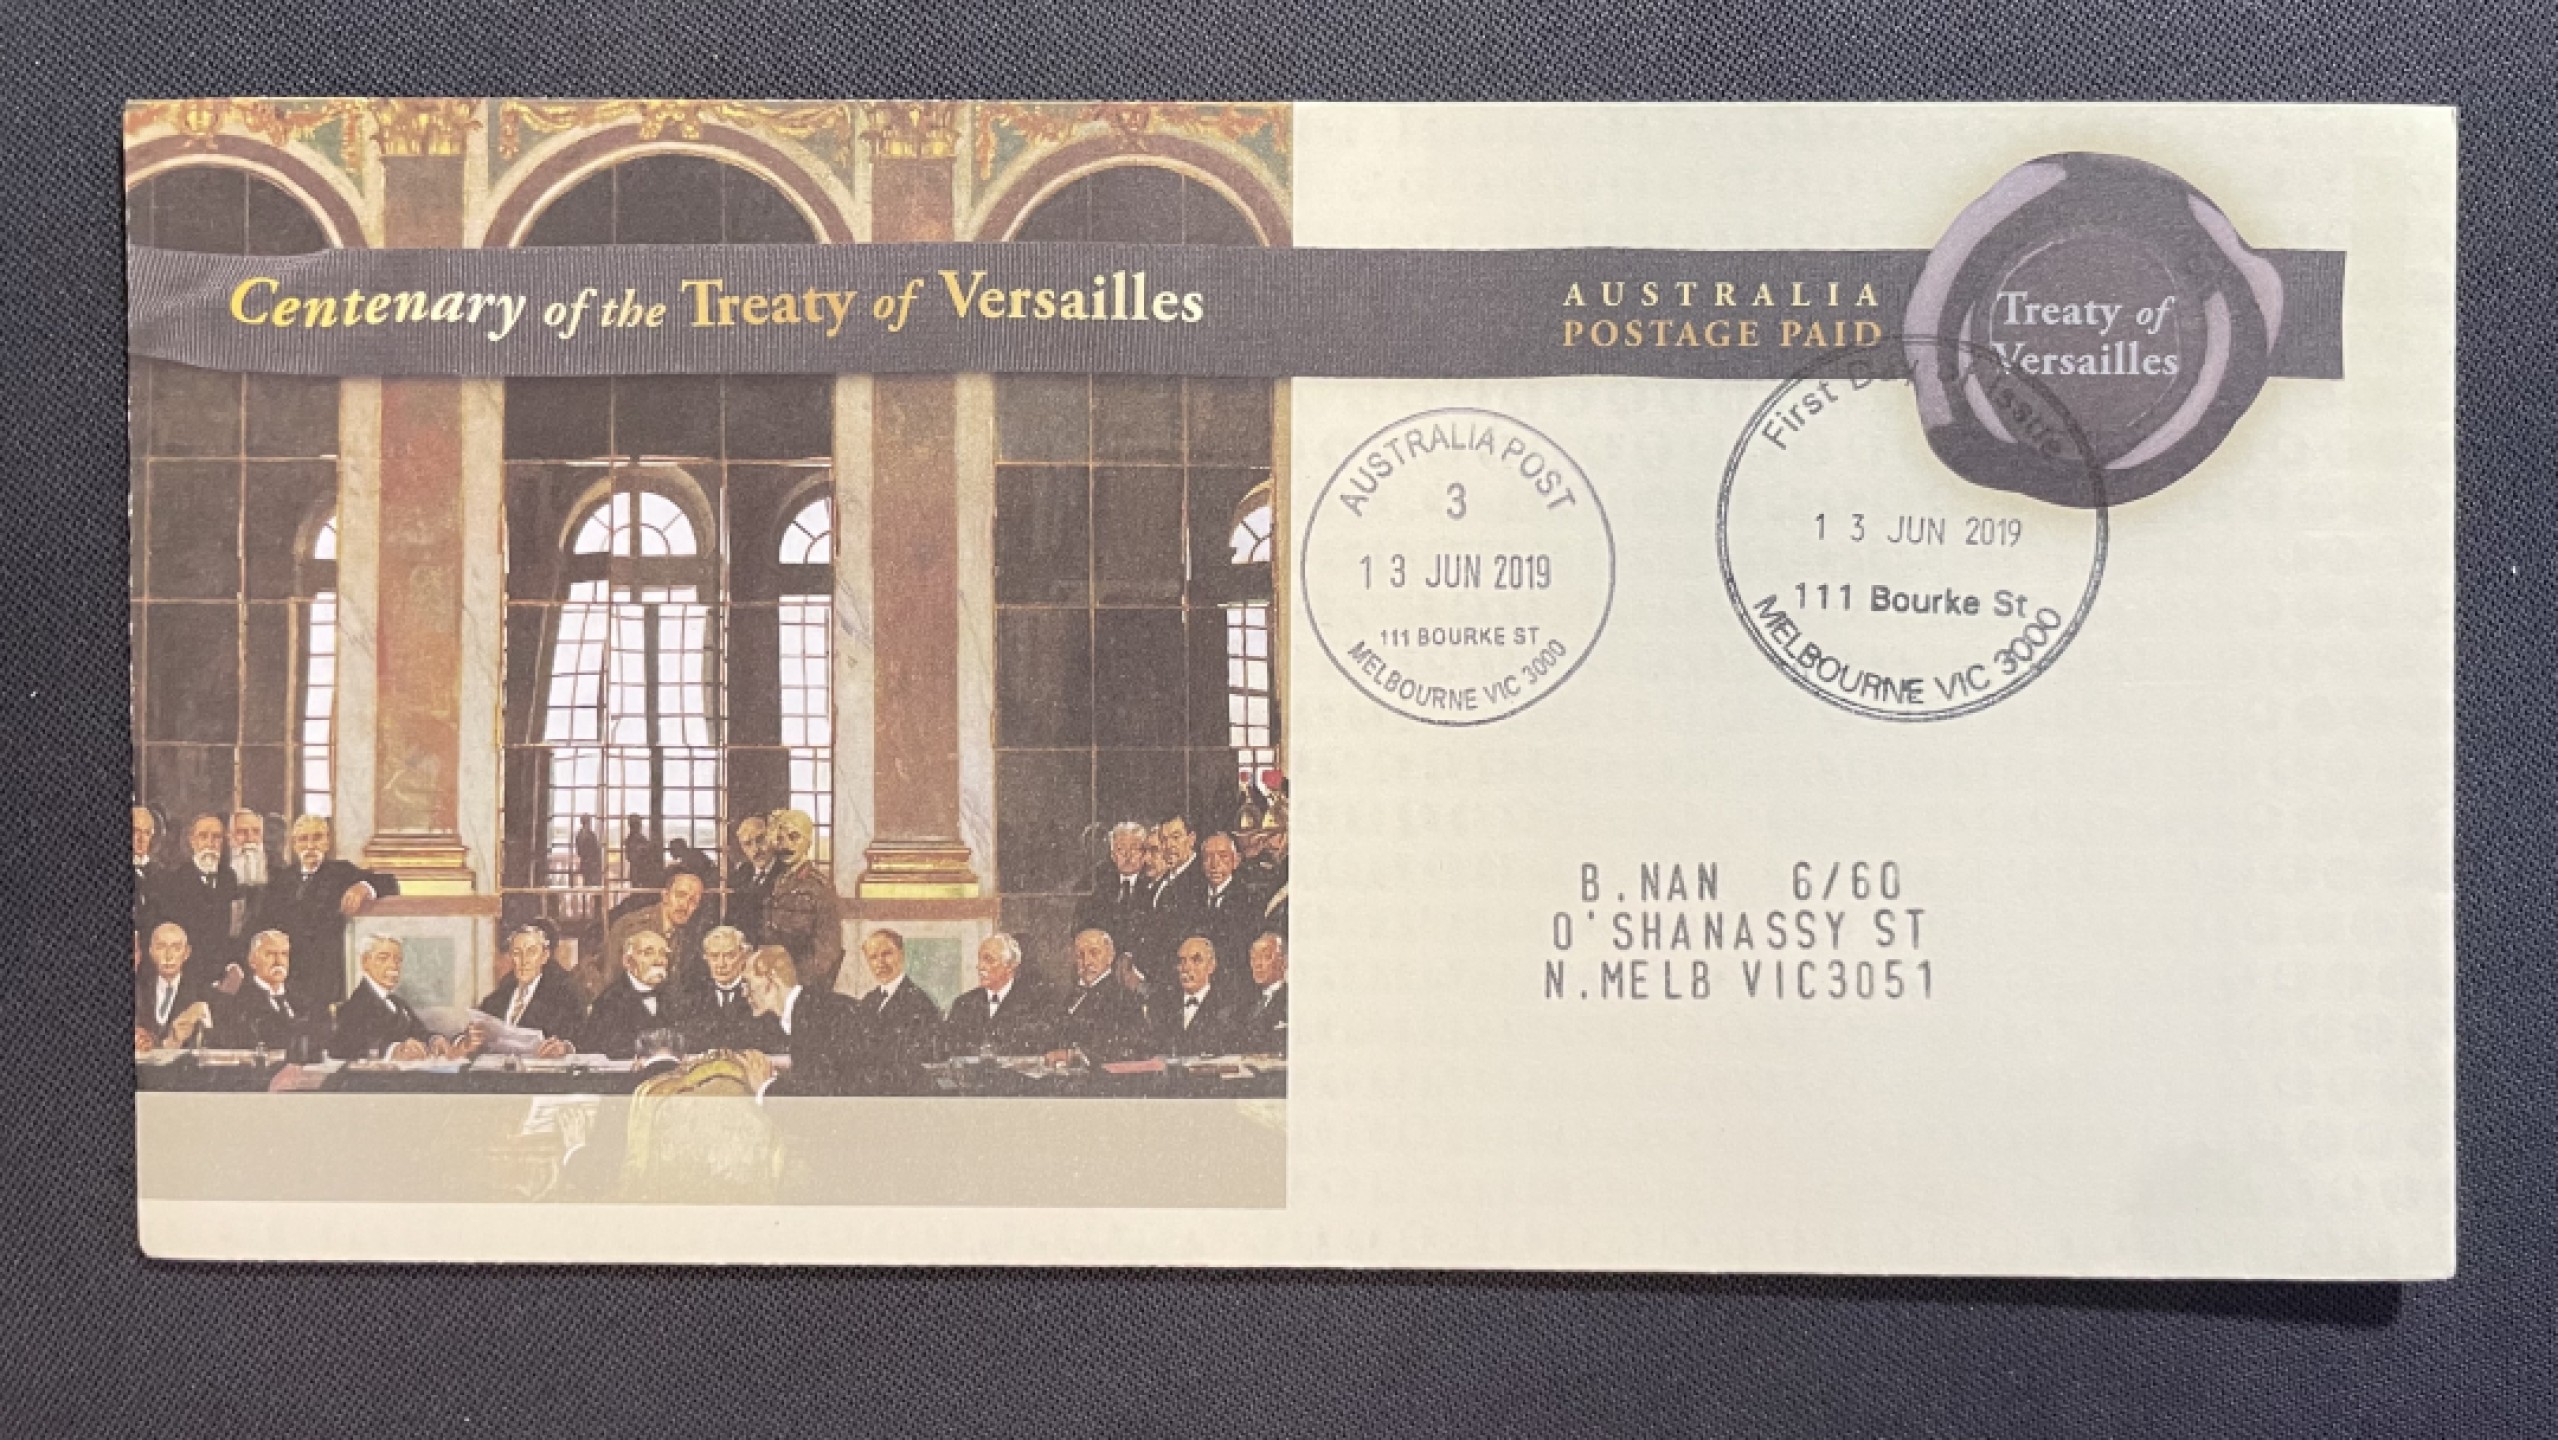 Centenary of the Treaty of Versailles
AUSTRALIA
POSTAGE PAID
Treaty of
Versailles
AUSTRALIA POST
3
13 JUN 2019
111 BOURKE ST
MELBOURNE VIC 3000
First Day of Issue
13 JUN 2019
111 Bourke St
MELBOURNE VIC 3000
B.NAN 6/60
O'SHANASSY ST
N.MELB VIC3051